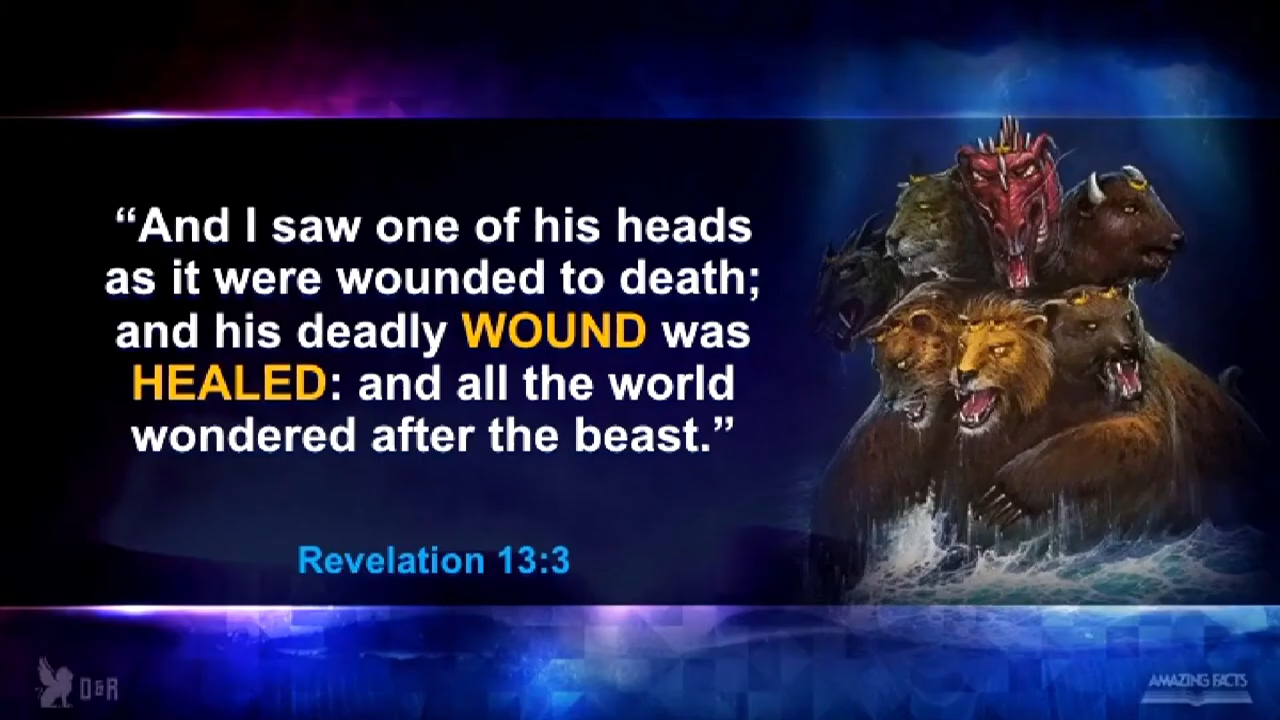 “And I saw one of his heads
as it were wounded to death;
and his deadly WOUND was
HEALED: and all the world
wondered after the beast.”
Revelation 13:3
D&R
AMAZING FACTS